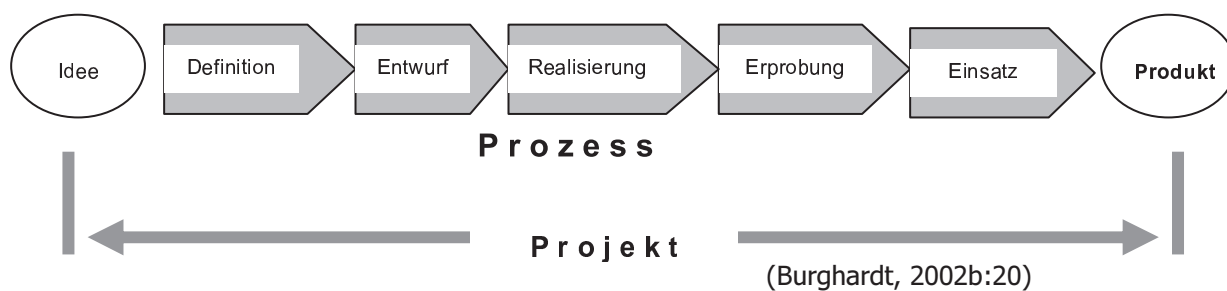 Idee Definition Entwurf Realisierung Erprobung Einsatz Produkt
Prozess
Projekt
(Burghardt, 2002b:20)